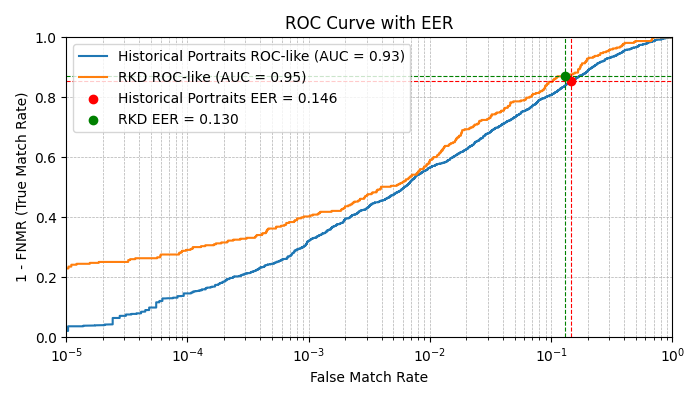 ROC Curve with EER
1 - FNMR (True Match Rate)
1.0
0.8
0.6
0.4
0.2
0.0
Historical Portraits ROC-like (AUC = 0.93)
RKD ROC-like (AUC = 0.95)
Historical Portraits EER = 0.146
RKD EER = 0.130
10⁻⁵ 10⁻⁴ 10⁻³ 10⁻² 10⁻¹ 10⁰
False Match Rate